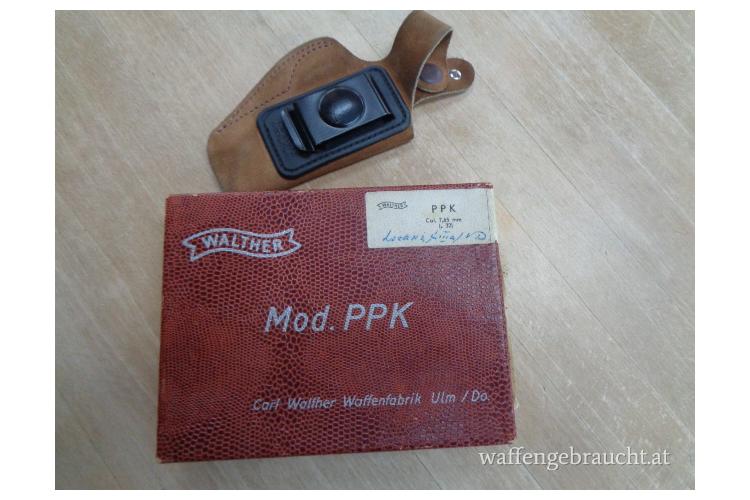 WALTHER
PPK
Cal. 7,65 mm
(. 32)
WALTHER
Mod. PPK
Carl Walther Waffenfabrik Ulm / Do.
waffengebraucht.at